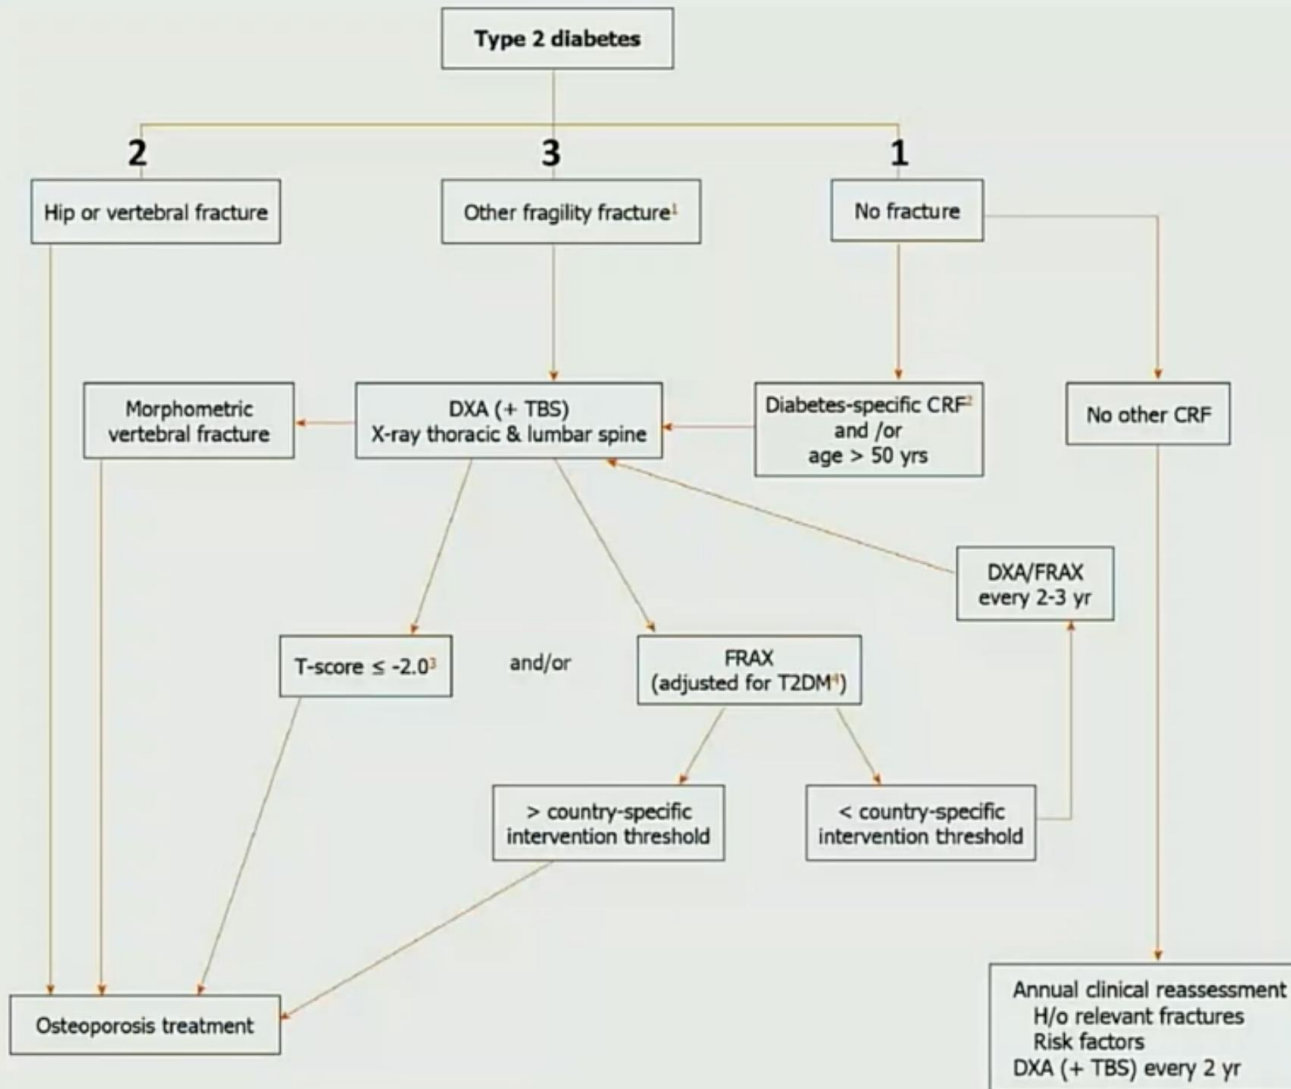 Type 2 diabetes
2
3
1
Hip or vertebral fracture
Other fragility fracture¹
No fracture
Morphometric
vertebral fracture
DXA (+ TBS)
X-ray thoracic & lumbar spine
Diabetes-specific CRF²
and /or
age > 50 yrs
No other CRF
DXA/FRAX
every 2-3 yr
T-score ≤ -2.0³
and/or
FRAX
(adjusted for T2DM⁴)
> country-specific
intervention threshold
< country-specific
intervention threshold
Osteoporosis treatment
Annual clinical reassessment
H/o relevant fractures
Risk factors
DXA (+ TBS) every 2 yr